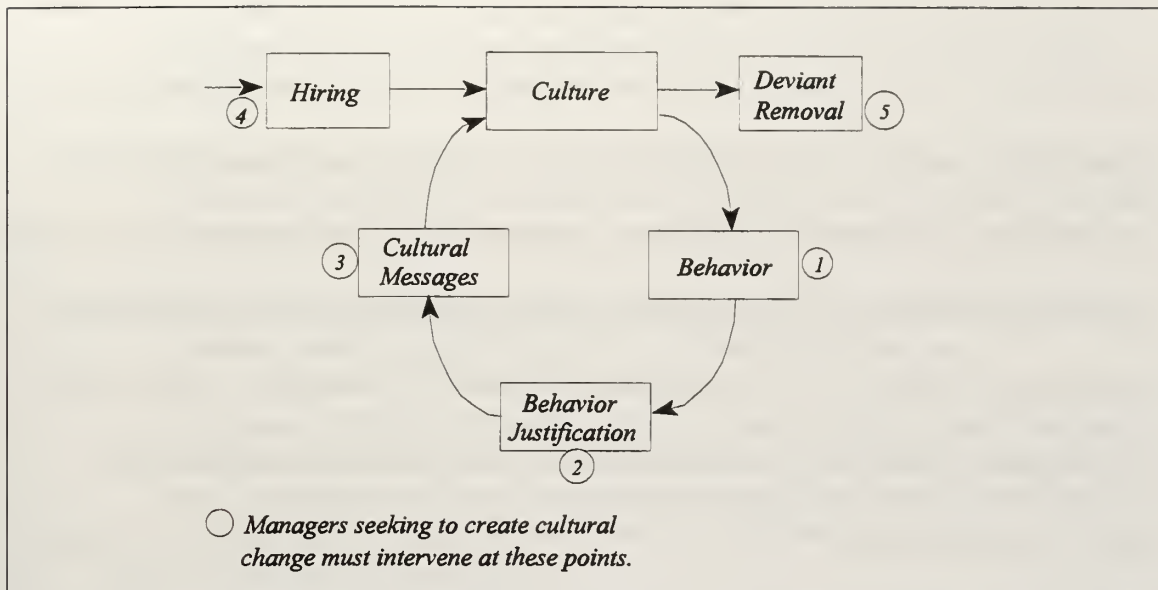 Hiring
4
Culture
Deviant
Removal
5
Cultural
Messages
3
Behavior
1
Behavior
Justification
2
Managers seeking to create cultural
change must intervene at these points.